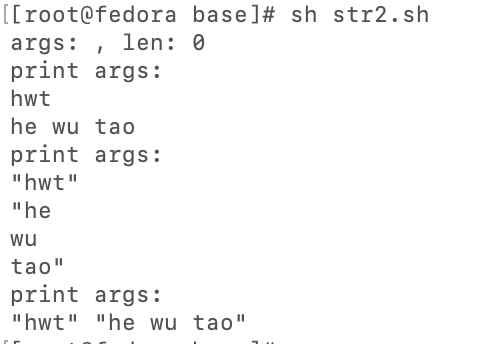 [[root@fedora base]# sh str2.sh
args: , len: 0
print args:
hwt
he wu tao
print args:
"hwt"
"he
wu
tao"
print args:
"hwt" "he wu tao"